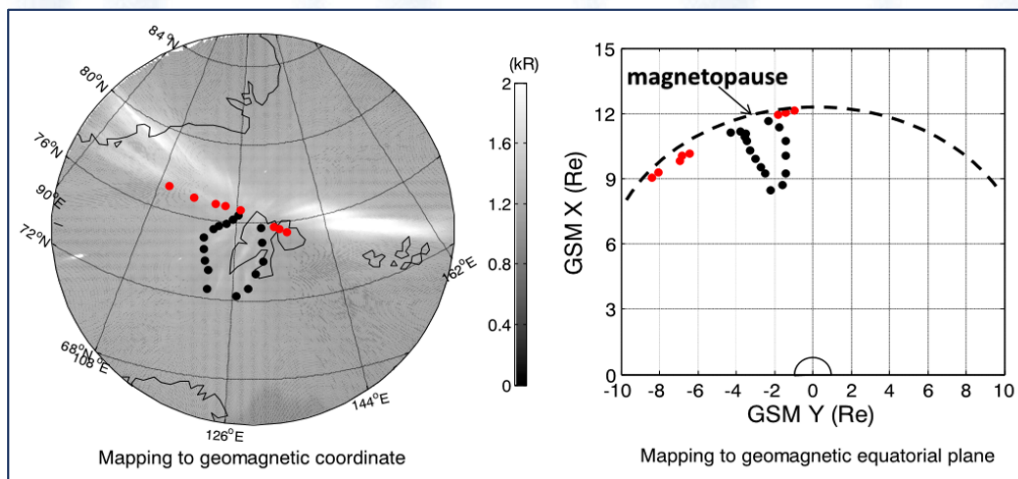 84°N
80°N
76°N
90°E
72°N
68°N
108°E
126°E
144°E
162°E
(kR)
2
1.6
1.2
0.8
0.4
0
Mapping to geomagnetic coordinate
magnetopause
GSM X (Re)
15
12
9
6
3
0
-10 -8 -6 -4 -2 0 2 4 6 8 10
GSM Y (Re)
Mapping to geomagnetic equatorial plane